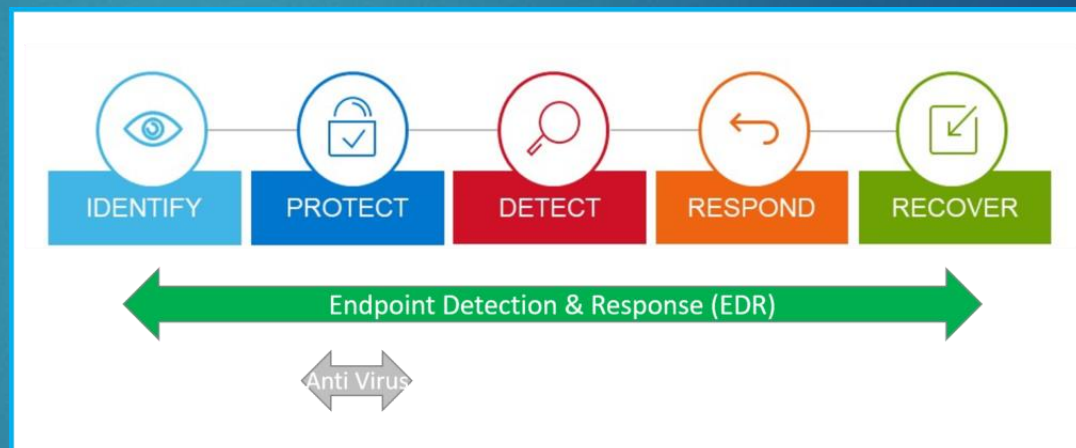 IDENTIFY
PROTECT
DETECT
RESPOND
RECOVER
Endpoint Detection & Response (EDR)
Anti Virus